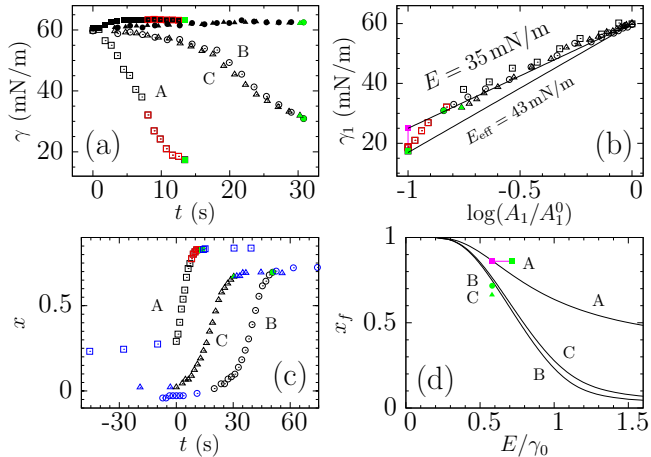 60
40
20
γ (mN/m)
0
10
20
30
t (s)
A
B
C
(a)
60
40
20
γ₁ (mN/m)
-1
-0.5
0
log(A₁/A₁⁰)
E = 35 mN/m
E_eff = 43 mN/m
(b)
0.5
0
x
-30
0
30
60
t (s)
A
C
B
(c)
1
0.5
0
x_f
0
0.5
1
1.5
E/γ₀
A
B
C
A
C
B
(d)